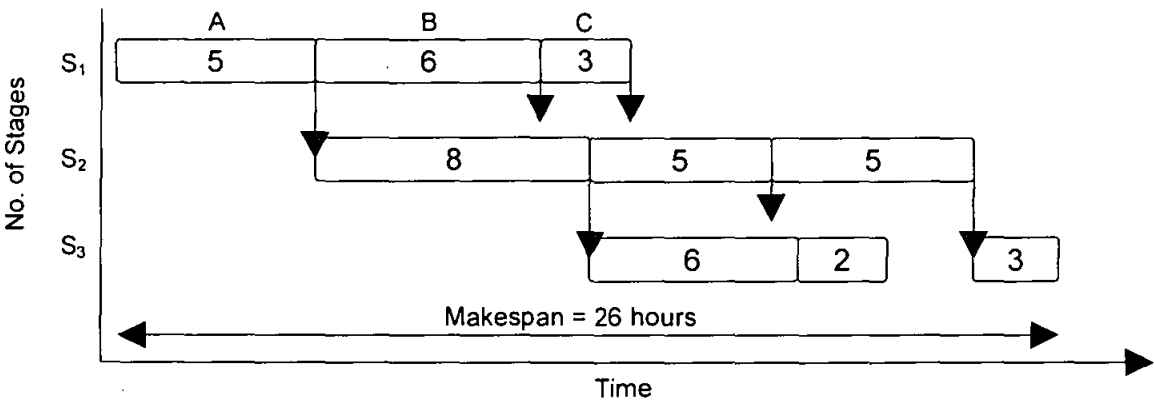 A B C
S₁ 5 6 3
S₂ 8 5 5
S₃ 6 2 3
No. of Stages
Makespan = 26 hours
Time